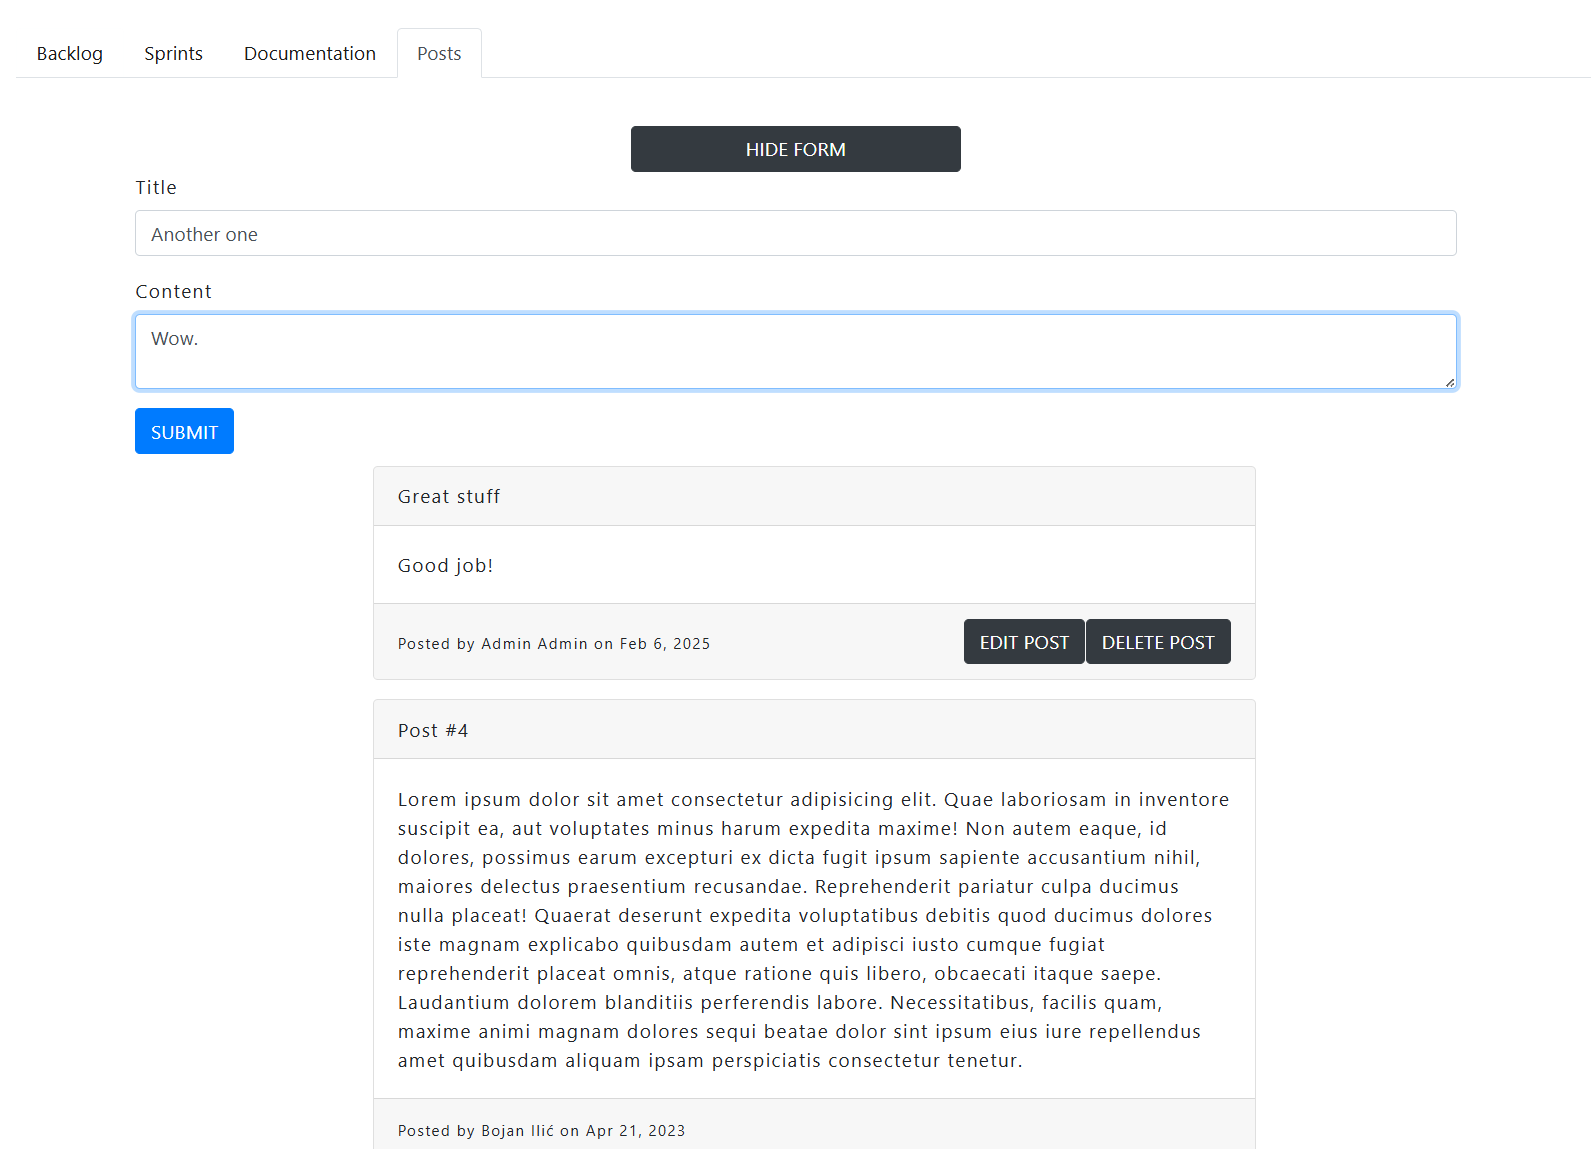 Backlog Sprints Documentation Posts
HIDE FORM
Title
Another one
Content
Wow.
SUBMIT
Great stuff
Good job!
Posted by Admin Admin on Feb 6, 2025 EDIT POST DELETE POST
Post #4
Lorem ipsum dolor sit amet consectetur adipisicing elit. Quae laboriosam in inventore
suscipit ea, aut voluptates minus harum expedita maxime! Non autem eaque, id
dolores, possimus earum excepturi ex dicta fugit ipsum sapiente accusantium nihil,
maiores delectus praesentium recusandae. Reprehenderit pariatur culpa ducimus
nulla placeat! Quaerat deserunt expedita voluptatibus debitis quod ducimus dolores
iste magnam explicabo quibusdam autem et adipisci iusto cumque fugiat
reprehenderit placeat omnis, atque ratione quis libero, obcaecati itaque saepe.
Laudantium dolorem blanditiis perferendis labore. Necessitatibus, facilis quam,
maxime animi magnam dolores sequi beatae dolor sint ipsum eius iure repellendus
amet quibusdam aliquam ipsam perspiciatis consectetur tenetur.
Posted by Bojan Ilić on Apr 21, 2023